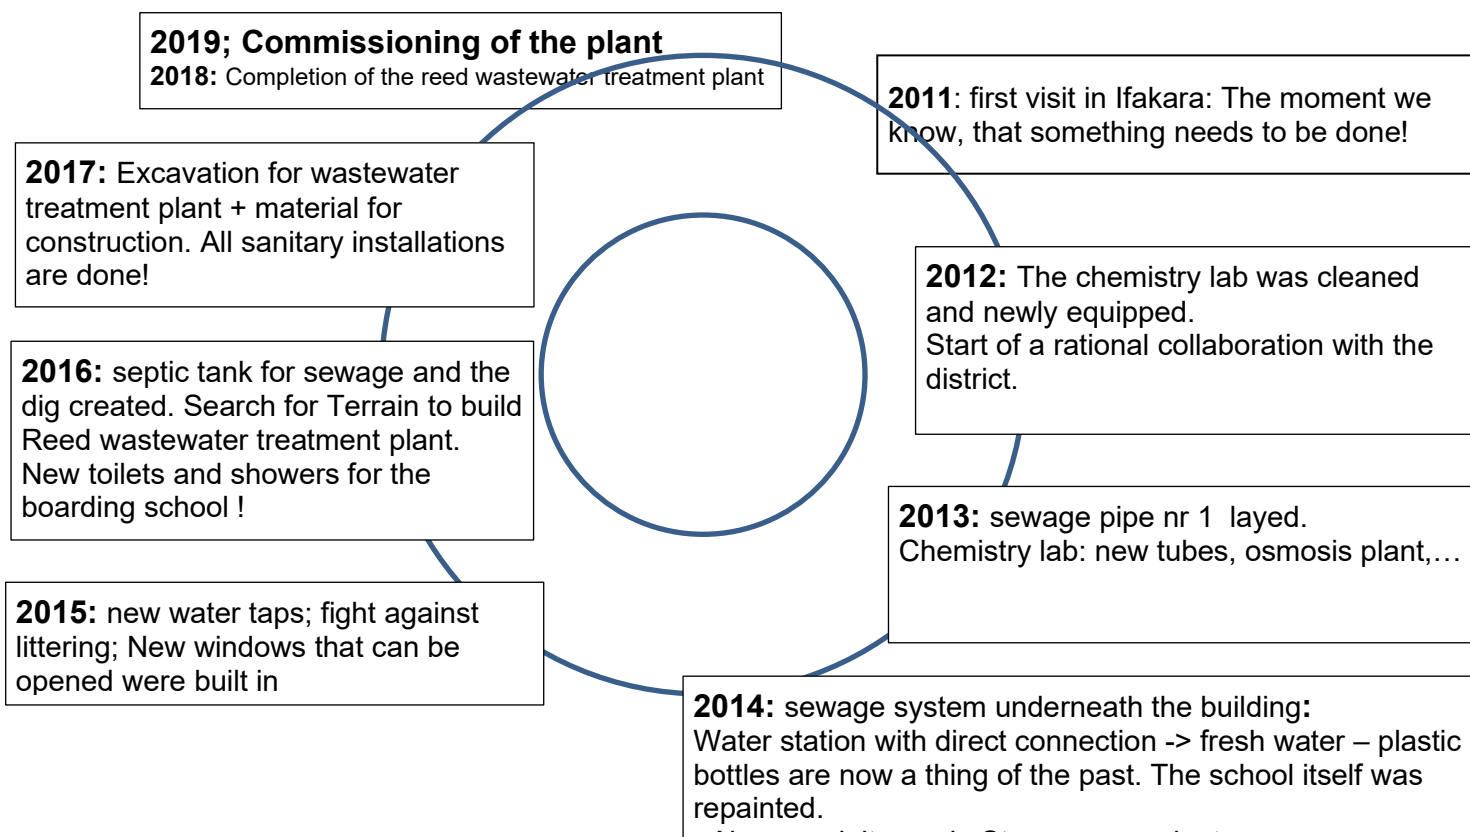 2019; Commissioning of the plant
2018: Completion of the reed wastewater treatment plant
2011: first visit in Ifakara: The moment we
know, that something needs to be done!
2017: Excavation for wastewater
treatment plant + material for
construction. All sanitary installations
are done!
2012: The chemistry lab was cleaned
and newly equipped.
Start of a rational collaboration with the
district.
2016: septic tank for sewage and the
dig created. Search for Terrain to build
Reed wastewater treatment plant.
New toilets and showers for the
boarding school !
2013: sewage pipe nr 1  layed.
Chemistry lab: new tubes, osmosis plant,…
2015: new water taps; fight against
littering; New windows that can be
opened were built in
2014: sewage system underneath the building:
Water station with direct connection -> fresh water – plastic
bottles are now a thing of the past. The school itself was
repainted.